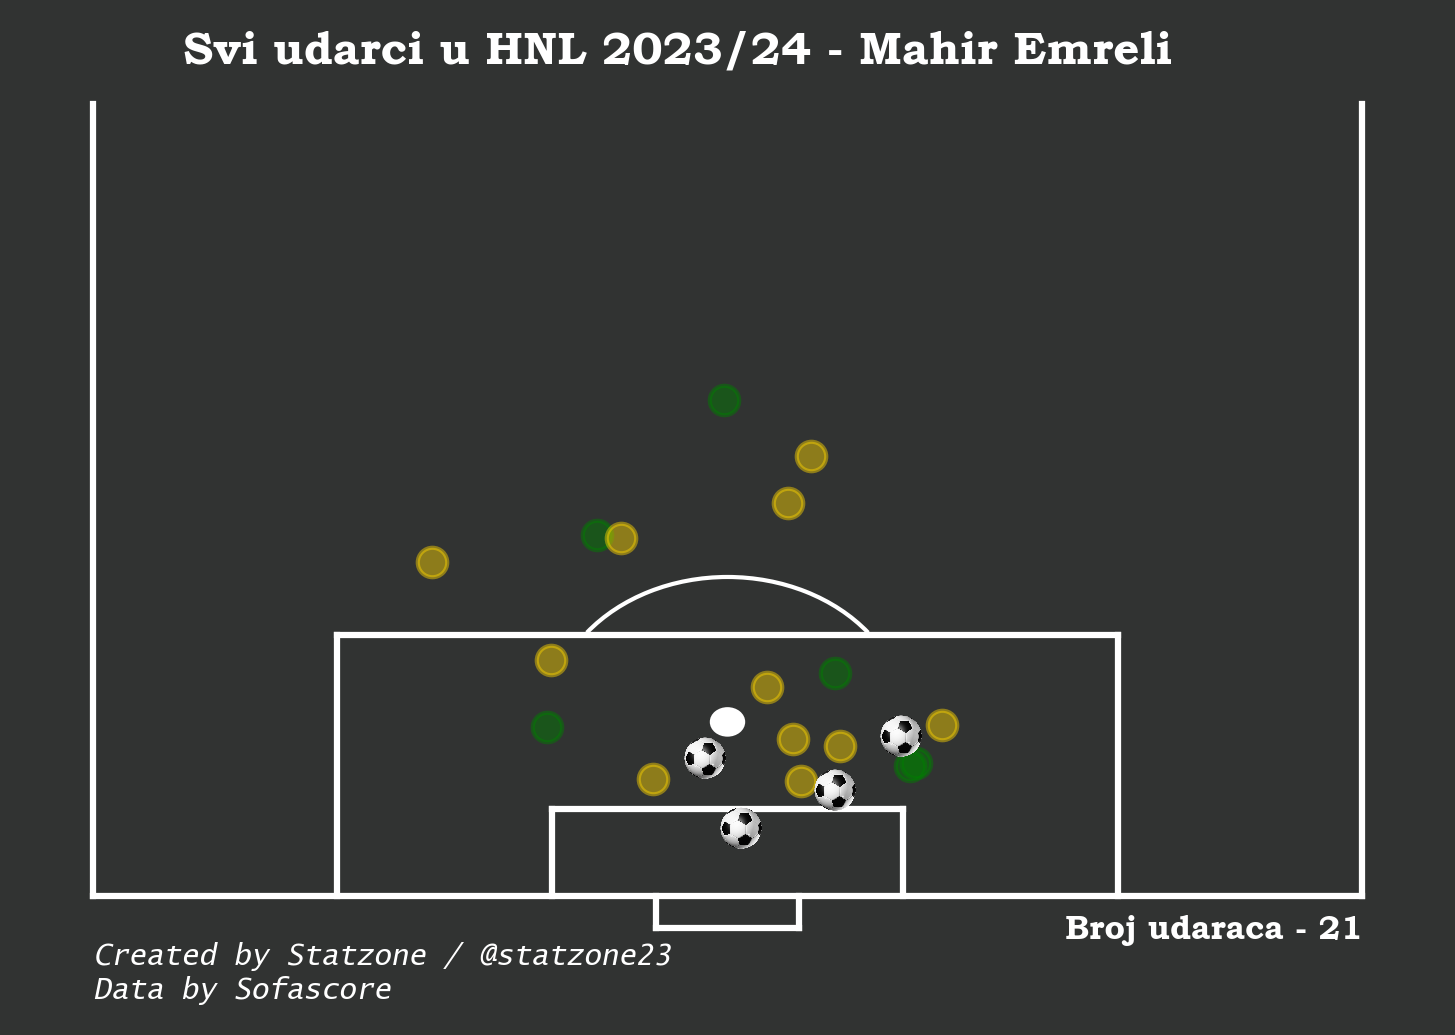 Svi udarci u HNL 2023/24 - Mahir Emreli
Broj udaraca - 21
Created by Statzone / @statzone23
Data by Sofascore